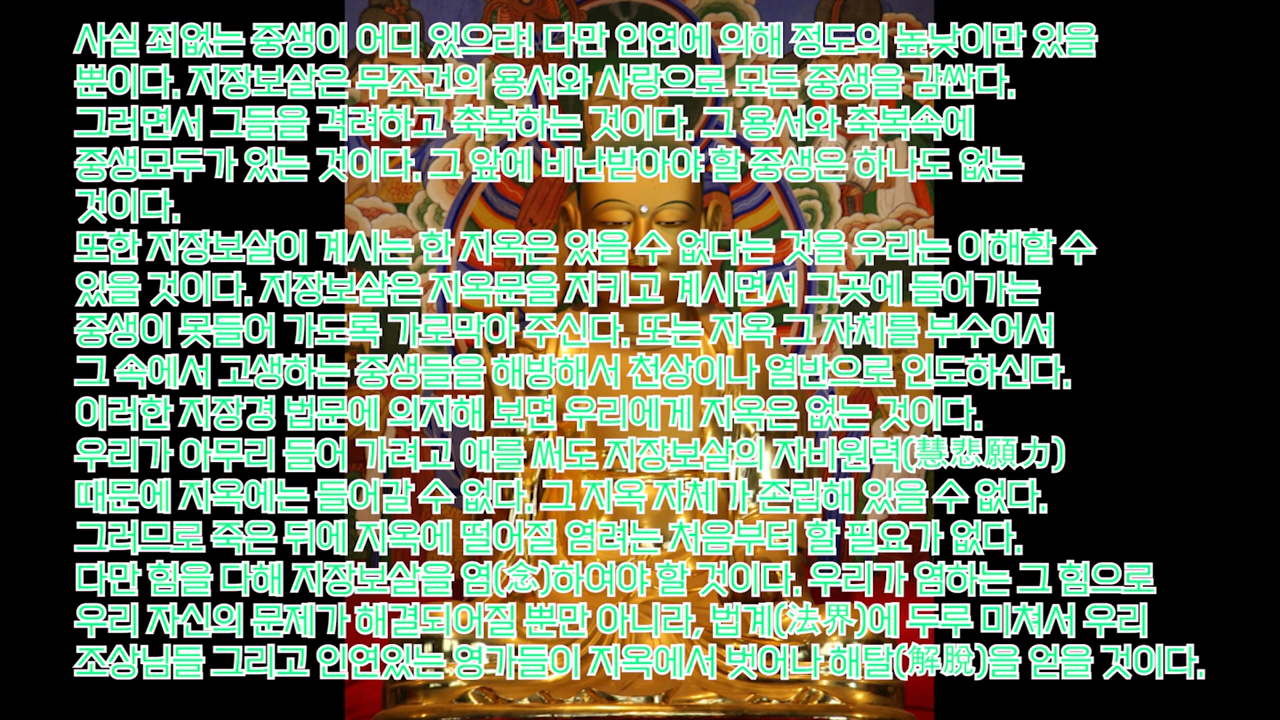 사실 죄없는 중생이 어디 있으랴! 다만 인연에 의해 정도의 높낮이만 있을
뿐이다. 지장보살은 무조건의 용서와 사랑으로 모든 중생을 감싼다.
그러면서 그들을 격려하고 축복하는 것이다. 그 용서와 축복속에
중생모두가 있는 것이다. 그 앞에 비난받아야 할 중생은 하나도 없는
것이다.
또한 지장보살이 계시는 한 지옥은 있을 수 없다는 것을 우리는 이해할 수
있을 것이다. 지장보살은 지옥문을 지키고 계시면서 그곳에 들어가는
중생이 못들어 가도록 가로막아 주신다. 또는 지옥 그 자체를 부수어서
그 속에서 고생하는 중생들을 해방해서 천상이나 열반으로 인도하신다.
이러한 지장경 법문에 의지해 보면 우리에게 지옥은 없는 것이다.
우리가 아무리 들어 가려고 애를 써도 지장보살의 자비원력(慧悲願力)
때문에 지옥에는 들어갈 수 없다. 그 지옥 자체가 존립해 있을 수 없다.
그러므로 죽은 뒤에 지옥에 떨어질 염려는 처음부터 할 필요가 없다.
다만 힘을 다해 지장보살을 염(念)하여야 할 것이다. 우리가 염하는 그 힘으로
우리 자신의 문제가 해결되어질 뿐만 아니라, 법계(法界)에 두루 미쳐서 우리
조상님들 그리고 인연있는 영가들이 지옥에서 벗어나 해탈(解脫)을 얻을 것이다.